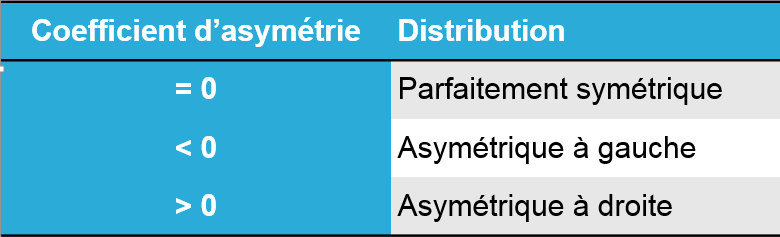 Coefficient d’asymétrie Distribution
= 0 Parfaitement symétrique
< 0 Asymétrique à gauche
> 0 Asymétrique à droite